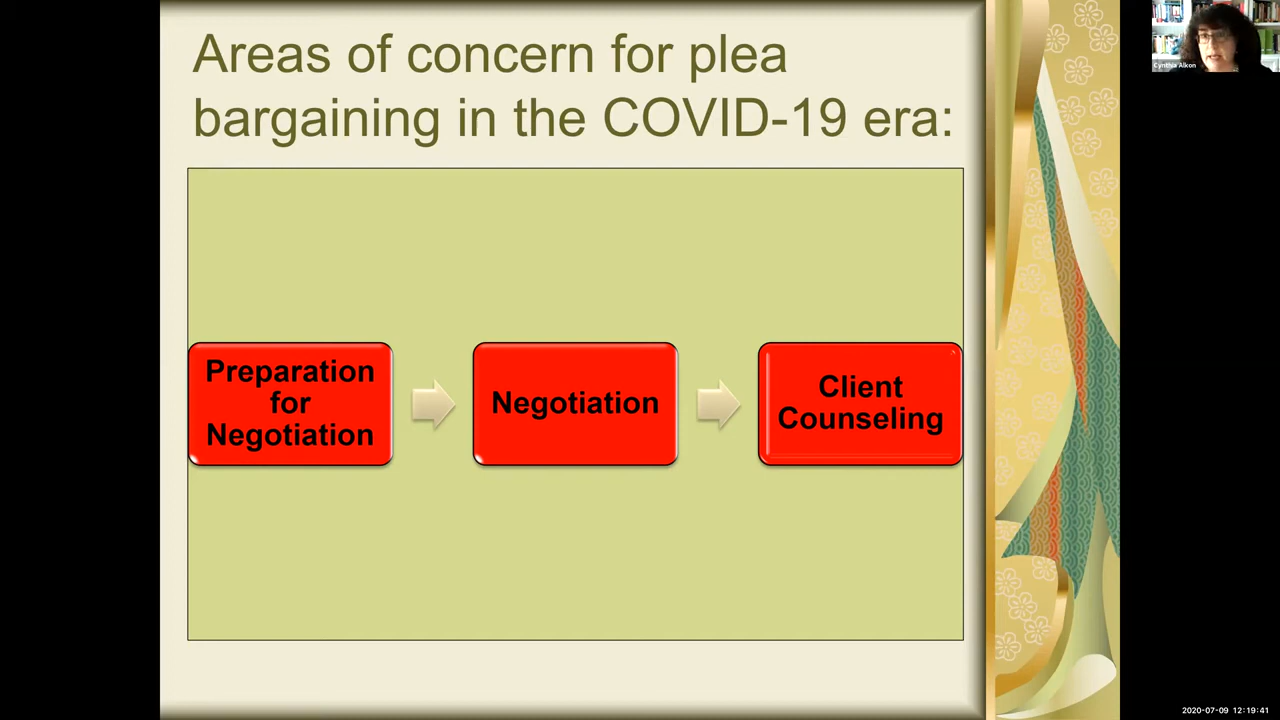 Areas of concern for plea
bargaining in the COVID-19 era:
Preparation
for
Negotiation
Negotiation
Client
Counseling
Cynthia Alkon
2020-07-09 12:19:41